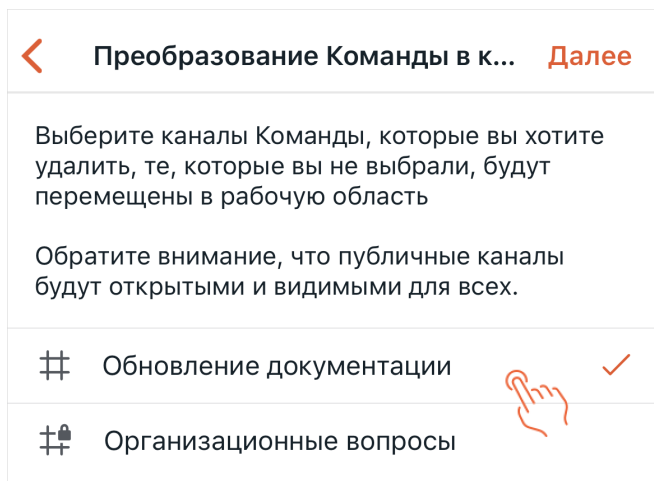 Преобразование Команды в к...
Далее
Выберите каналы Команды, которые вы хотите
удалить, те, которые вы не выбрали, будут
перемещены в рабочую область
Обратите внимание, что публичные каналы
будут открытыми и видимыми для всех.
Обновление документации
Организационные вопросы